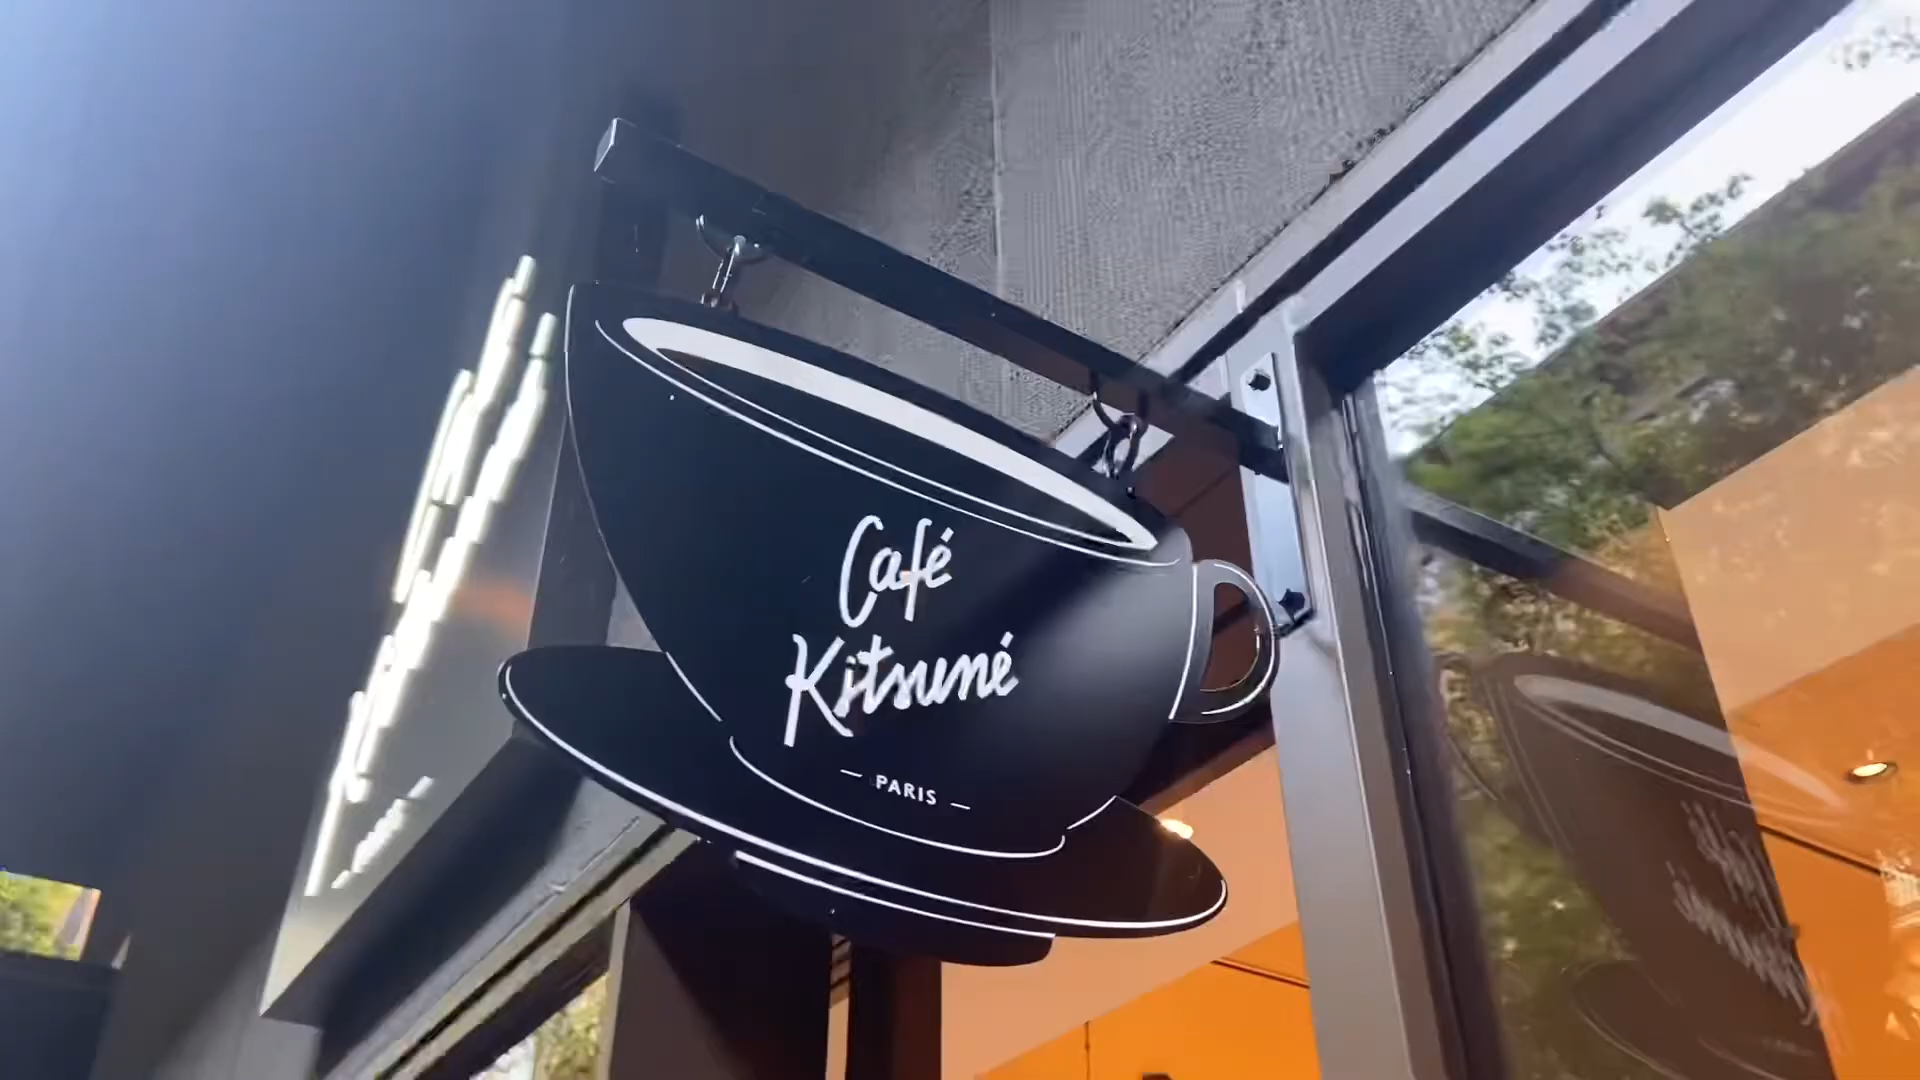 Café
Kitsuné
— PARIS —